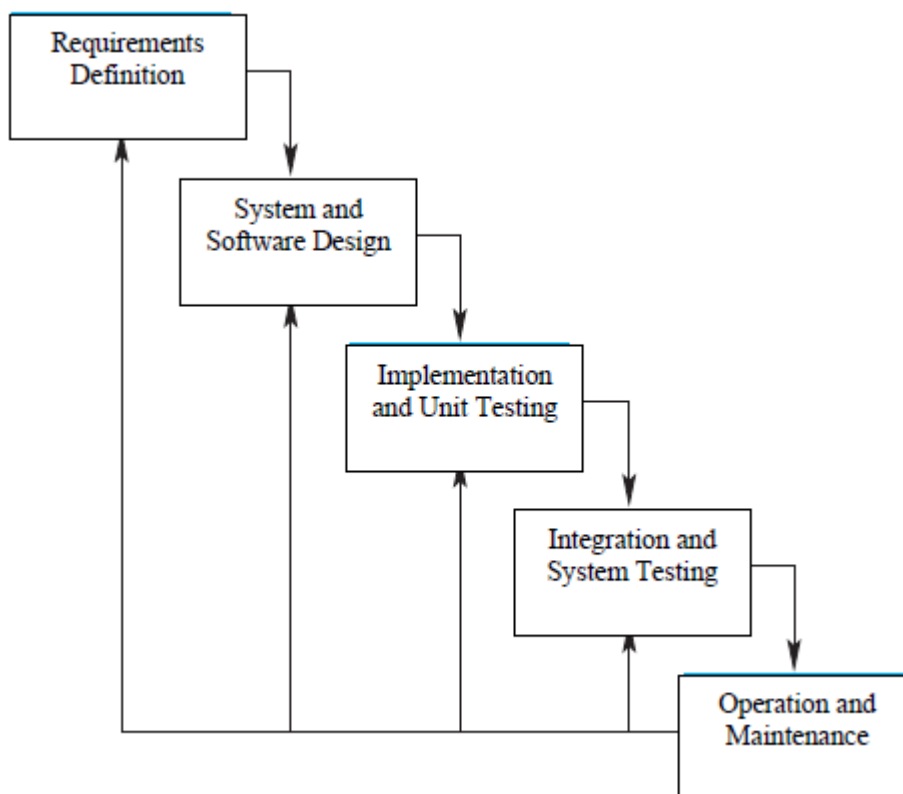 Requirements
Definition
System and
Software Design
Implementation
and Unit Testing
Integration and
System Testing
Operation and
Maintenance